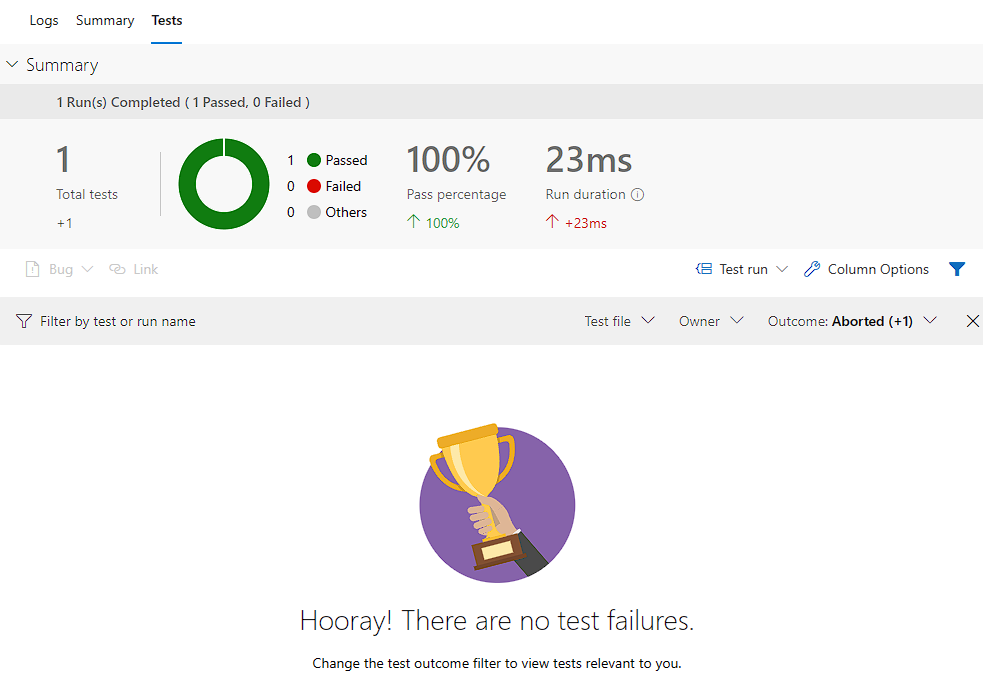 Logs Summary Tests
Summary
1 Run(s) Completed ( 1 Passed, 0 Failed )
1
Total tests
+1
1 Passed
0 Failed
0 Others
100%
Pass percentage
100%
23ms
Run duration
+23ms
Bug Link Test run Column Options
Filter by test or run name Test file Owner Outcome: Aborted (+1)
Hooray! There are no test failures.
Change the test outcome filter to view tests relevant to you.